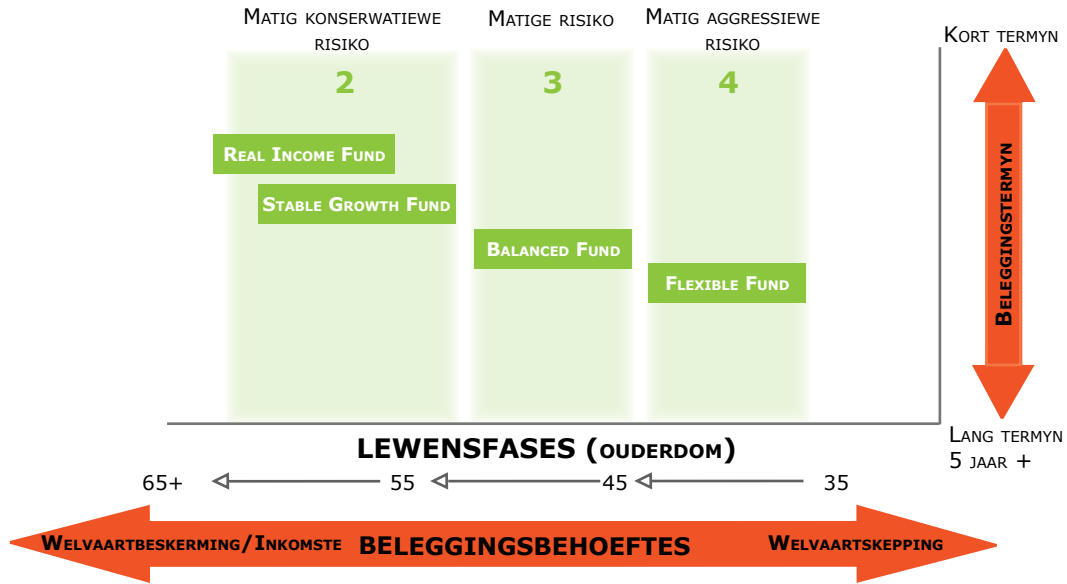 MATIG KONSERWATIEWE
RISIKO
MATIGE RISIKO
MATIG AGGRESSIEWE
RISIKO
2
3
4
KORT TERMYN
REAL INCOME FUND
STABLE GROWTH FUND
BALANCED FUND
FLEXIBLE FUND
BELEGGINGSTERMYN
LANG TERMYN
5 JAAR +
LEWENSFASES (OUDERDOM)
65+ 55 45 35
WELVAARTBESKERMING/INKOMSTE BELEGGINGSBEHOEFTES WELVAARTSKEPPING